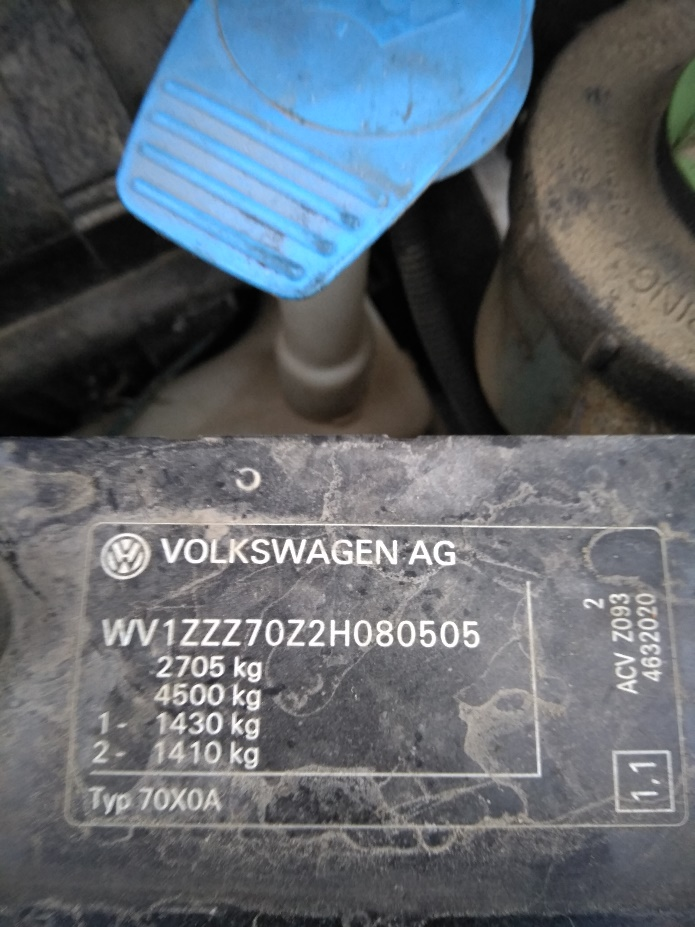 VOLKSWAGEN AG
WV1ZZZ70Z2H080505
2705 kg
4500 kg
1- 1430 kg
2- 1410 kg
Typ 70X0A
2
ACV Z093
4632020
1,1